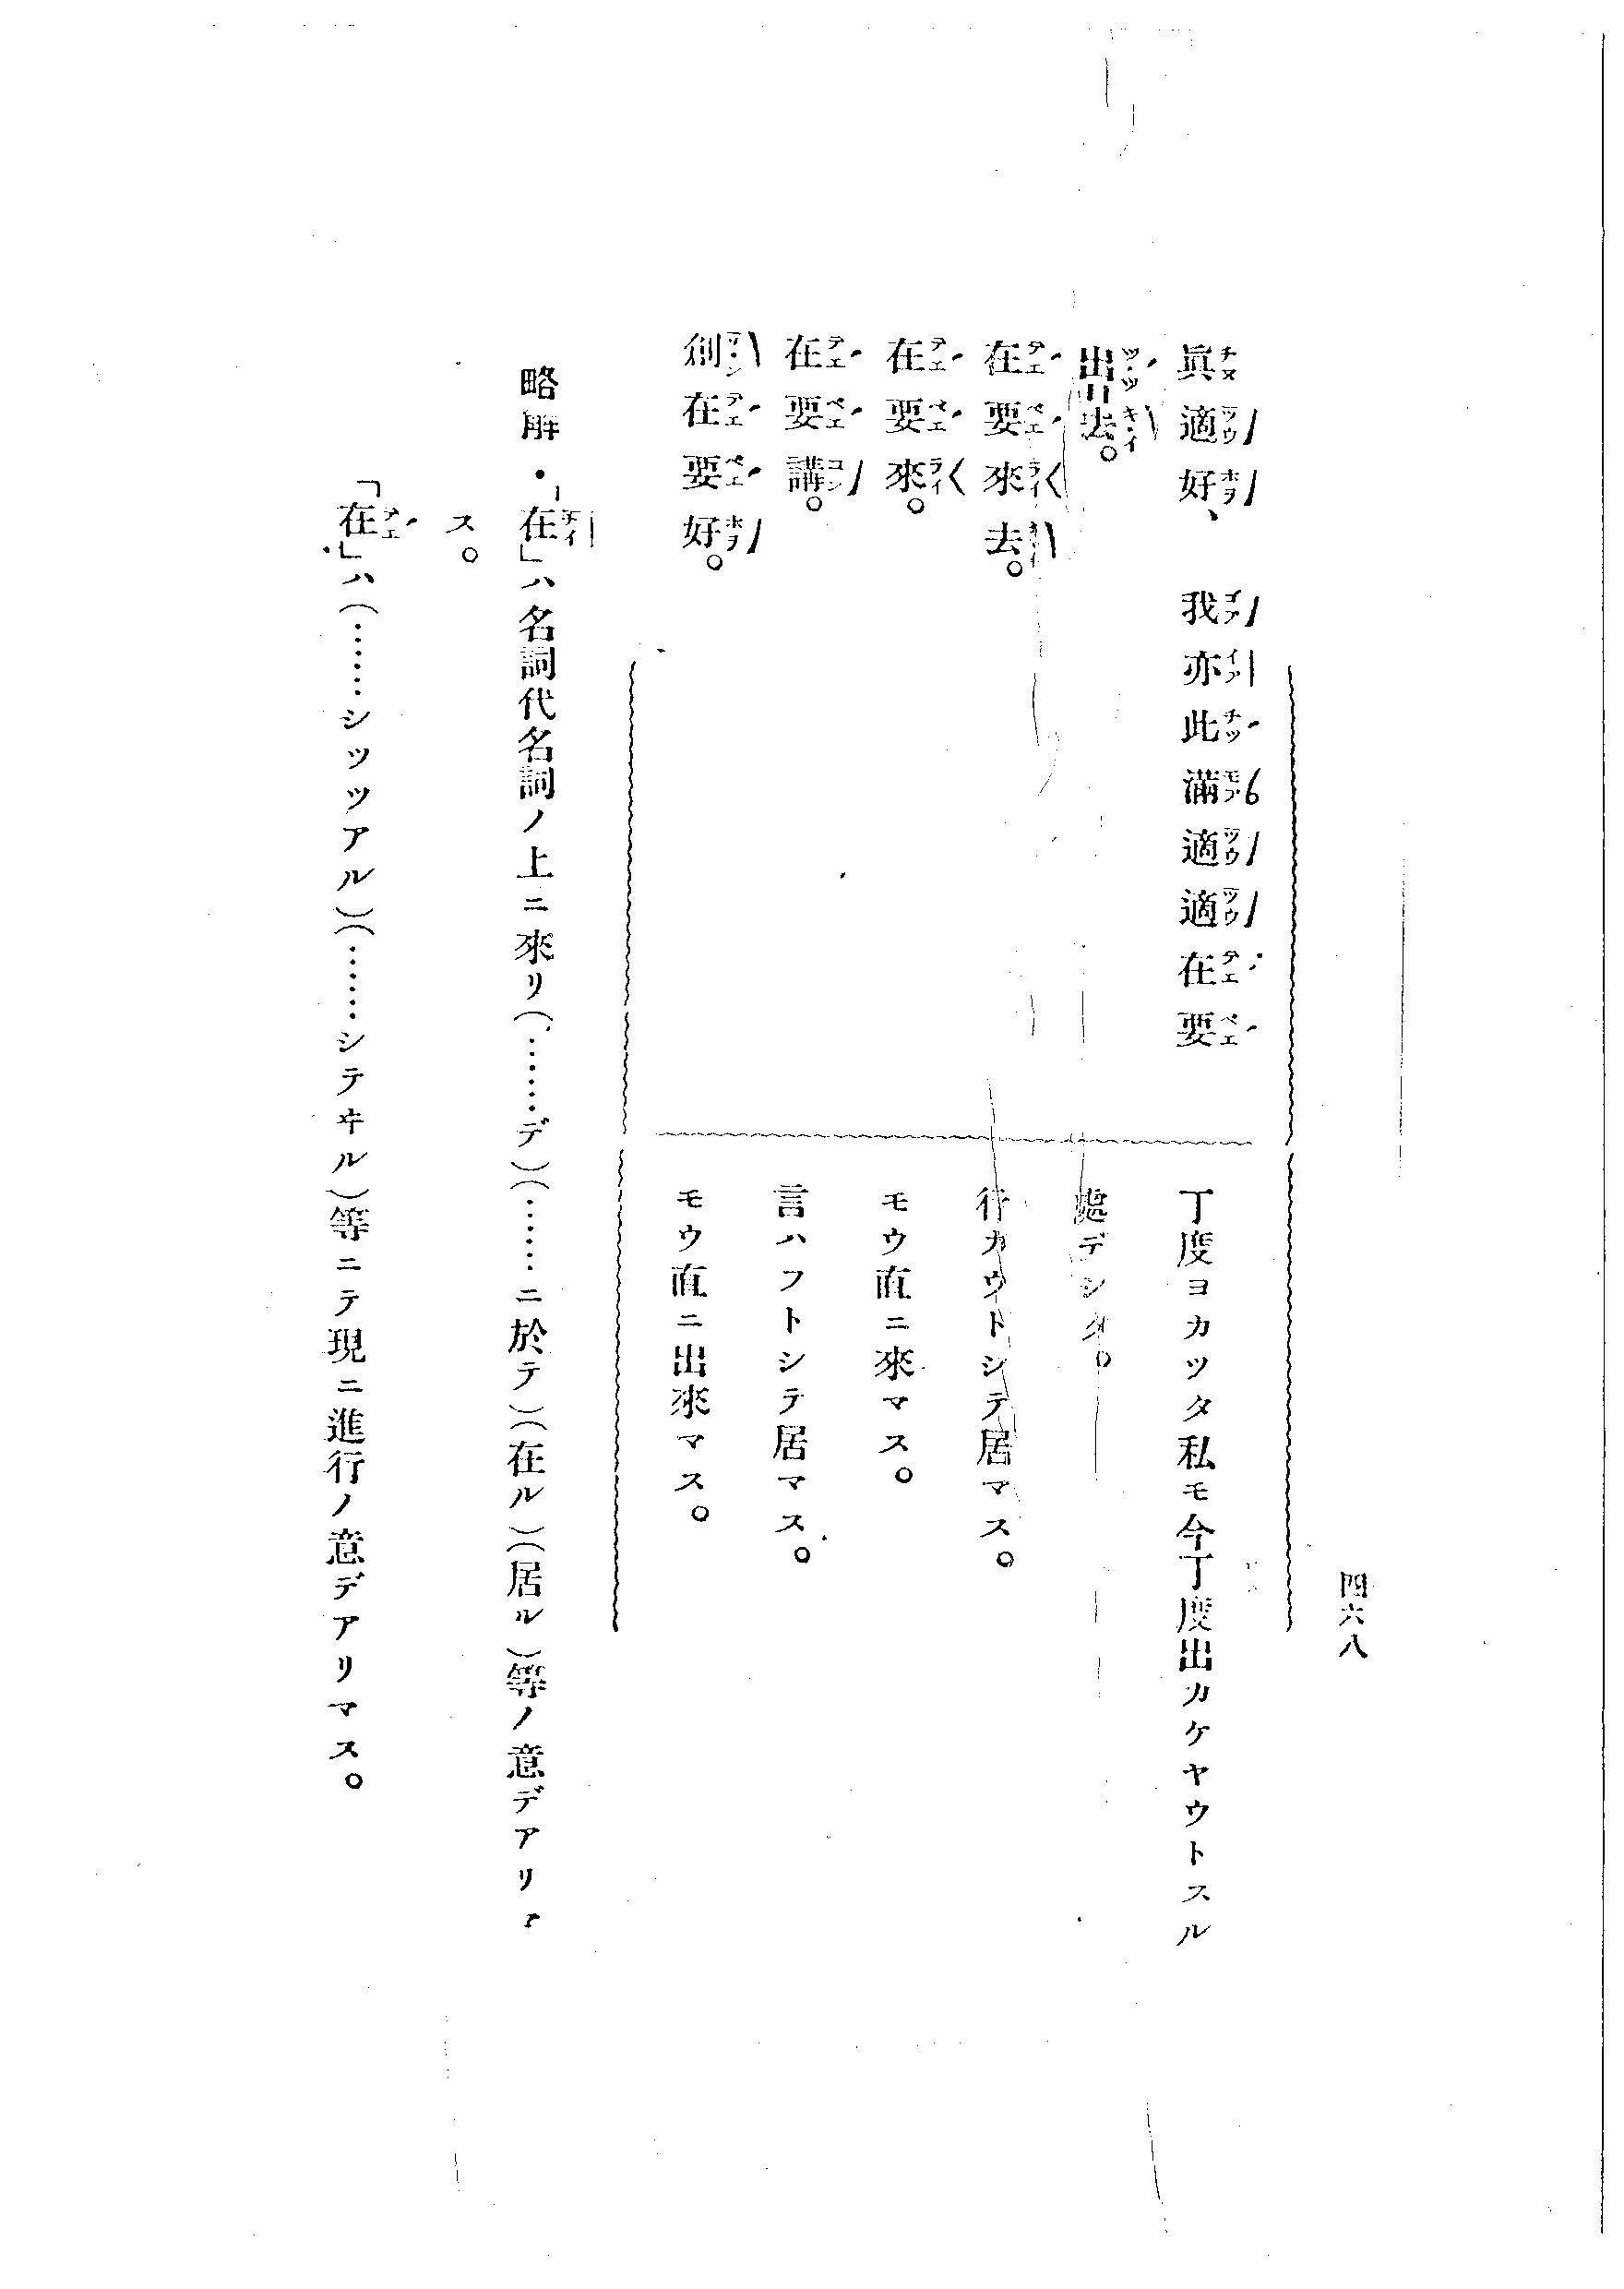 四六八
眞適好、我亦此滿適適在要
出去。
在要來去。
在要來。
在要講。
創在要好。
丁度ヨカツタ私モ今丁度出カケヤウトスル
處デシタ。
行カウトシテ居マス。
モウ直ニ來マス。
言ハフトシテ居マス。
モウ直ニ出來マス。
略解・「在」ハ名詞代名詞ノ上ニ來リ(……デ)(……ニ於テ)(在ル)(居ル)等ノ意デアリマ
ス。
「在」ハ(……シツツアル)(……シテヰル)等ニテ現ニ進行ノ意デアリマス。